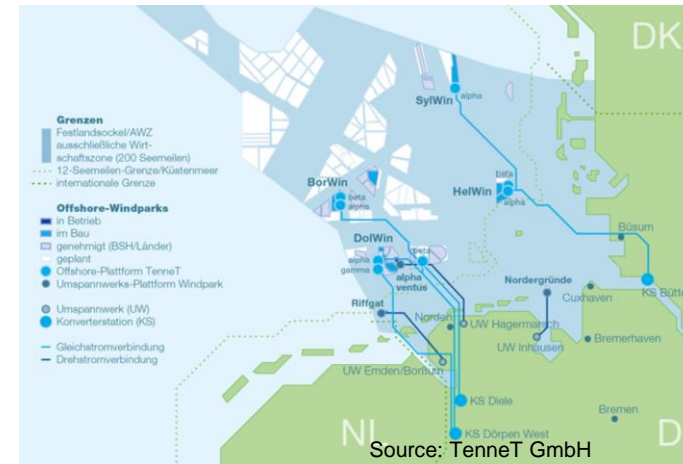 DK
SylWin
alpha
Grenzen
Festlandsockel/AWZ
ausschließliche Wirt-
schaftszone (200 Seemeilen)
12-Seemeilen-Grenze/Küstenmeer
internationale Grenze
Offshore-Windparks
in Betrieb
im Bau
genehmigt (BSH/Länder)
geplant
Offshore-Plattform TenneT
Umspannwerks-Plattform Windpark
Umspannwerk (UW)
Konverterstation (KS)
Gleichstromverbindung
Drehstromverbindung
BorWin
beta
alpha
HelWin
beta
alpha
Büsum
DolWin
beta
alpha
gamma
alpha
ventus
Nordergründe
KS Bütt
Riffgat
Cuxhaven
Norden
UW Hagermarsch
UW Inhausen
Bremerhaven
UW Emden/Borßum
KS Diele
Bremen
NL
KS Dörpen West
D
Source: TenneT GmbH